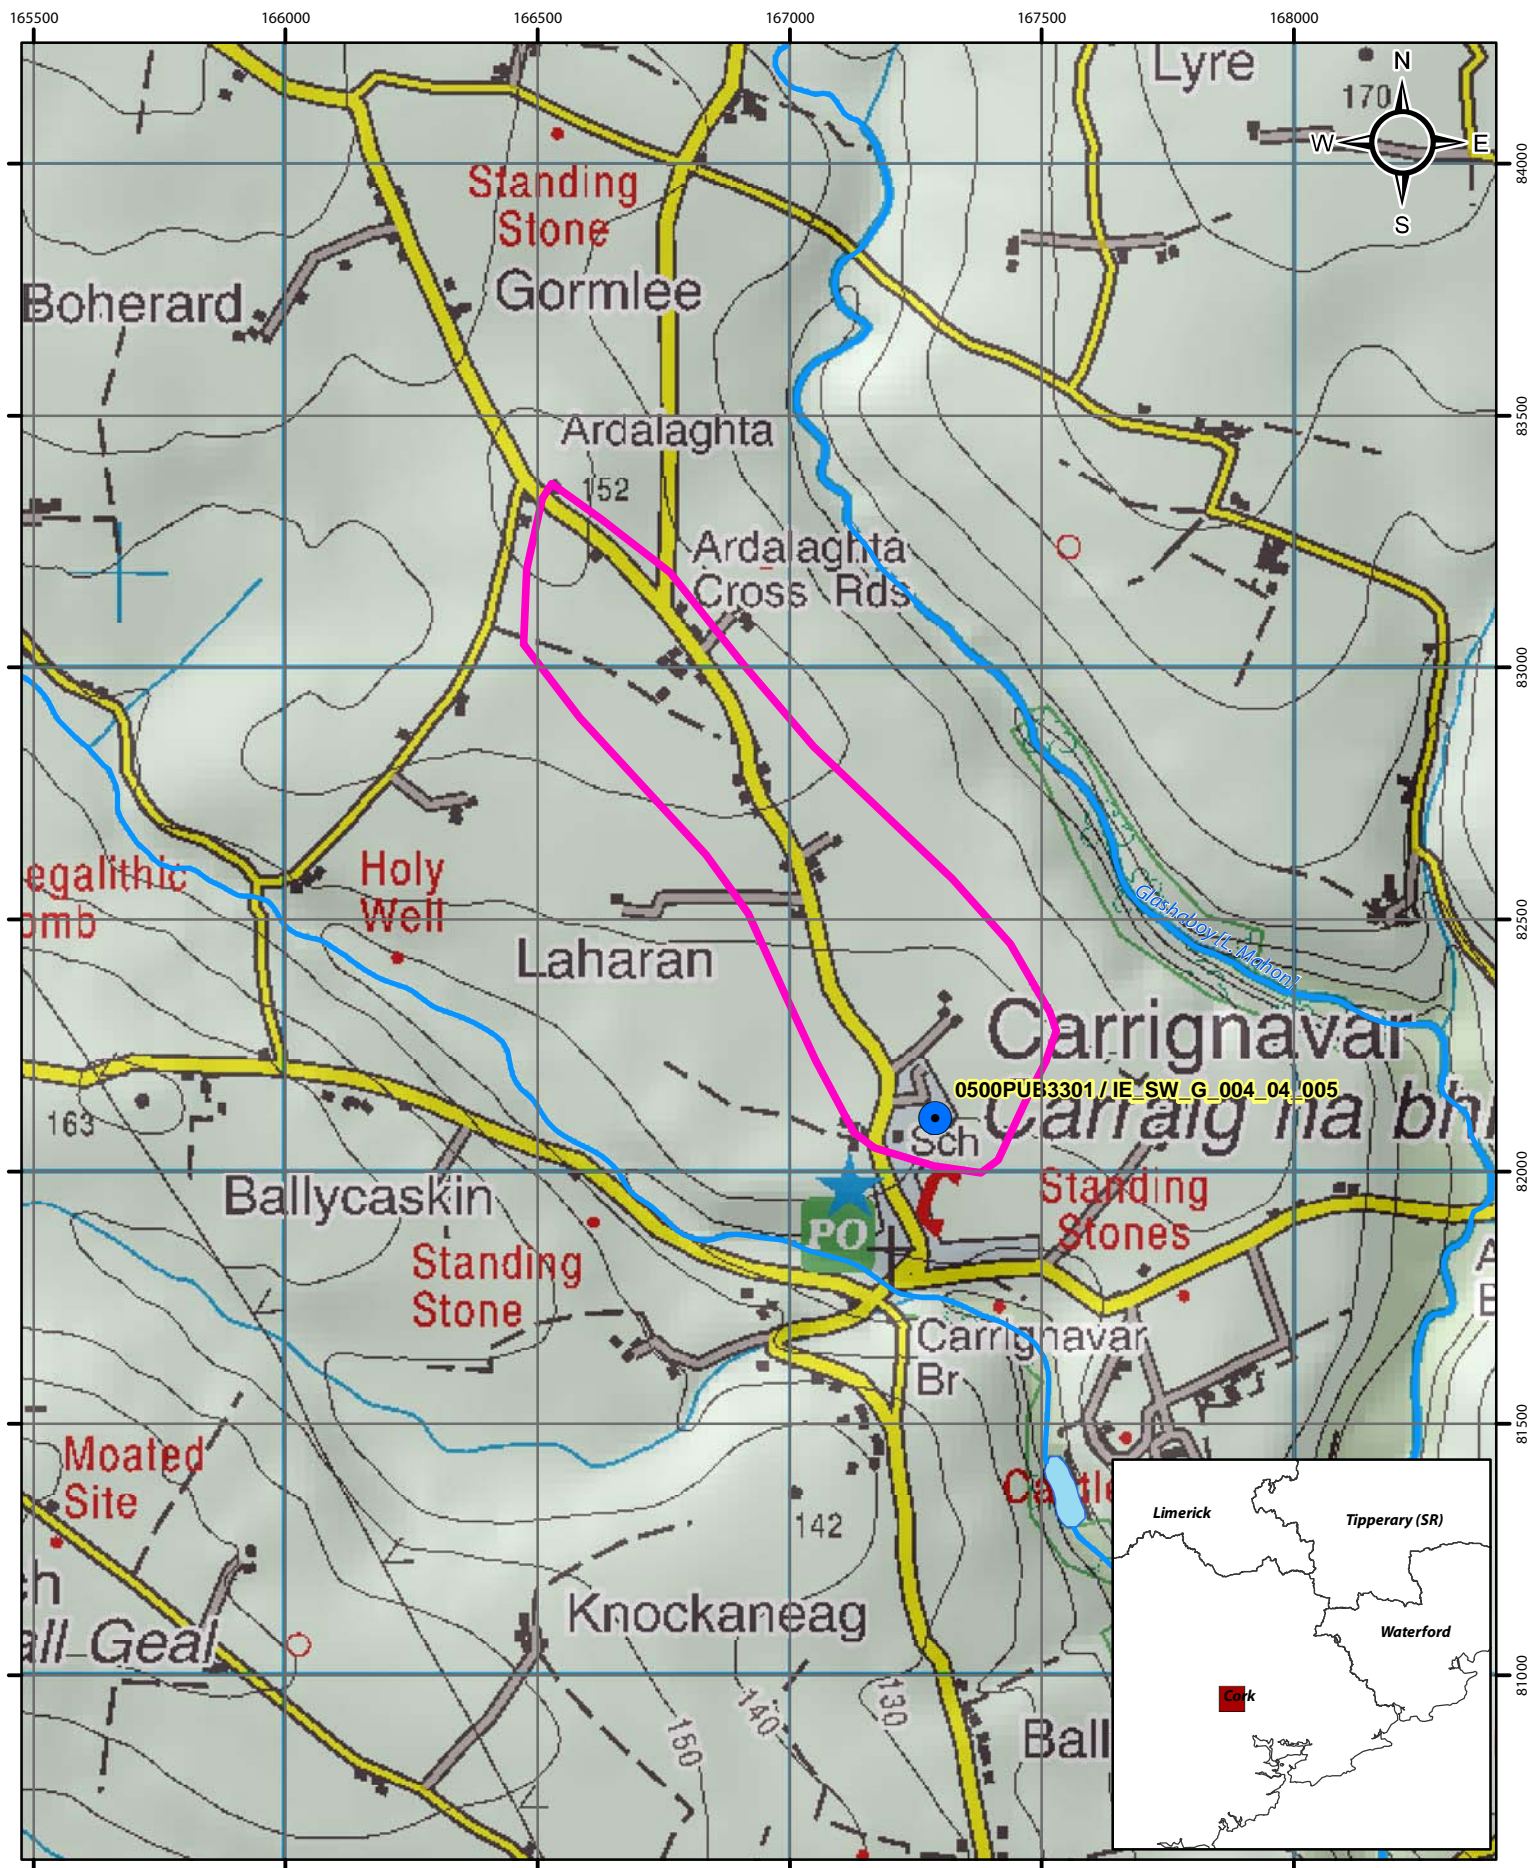 165500 166000 166500 167000 167500 168000
Lyre
N
170
W E
S
84000
Standing
Stone
Boherard
Gormlee
83500
Ardalaghta
152
Ardalaghta
Cross Rds
83000
egalithic
omb
Holy
Well
Glashaboy [L. Mahon]
82500
Laharan
Carrignavar
0500PUB3301 / IE_SW_G_004_04_005
Carraig na bh
163
Sch
82000
Ballycaskin
Standing
Stones
PO
Standing
Stone
A
B
Carrignavar
Br
81500
Moated
Site
Castle
142
Limerick
Tipperary (SR)
h
all Geal
Knockaneag
Waterford
81000
Cork
150
140
130
Ball